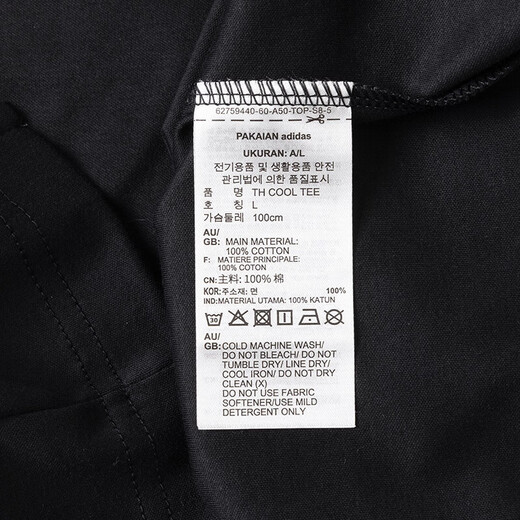 62759440-60-A50-TOP-S8-5
PAKAIAN adidas
UKURAN: A/L
전기용품 및 생활용품 안전
관리법에 의한 품질표시
품 명 TH COOL TEE
호 칭 L
가슴둘레 100cm
AU/
GB: MAIN MATERIAL:
100% COTTON
F: MATIERE PRINCIPALE:
100% COTON
CN: 主料: 100% 棉
KOR: 주소재: 면 100%
IND: MATERIAL UTAMA: 100% KATUN
30
AU/
GB: COLD MACHINE WASH/
DO NOT BLEACH/ DO NOT
TUMBLE DRY/ LINE DRY/
COOL IRON/ DO NOT DRY
CLEAN (X)
DO NOT USE FABRIC
SOFTENER/USE MILD
DETERGENT ONLY